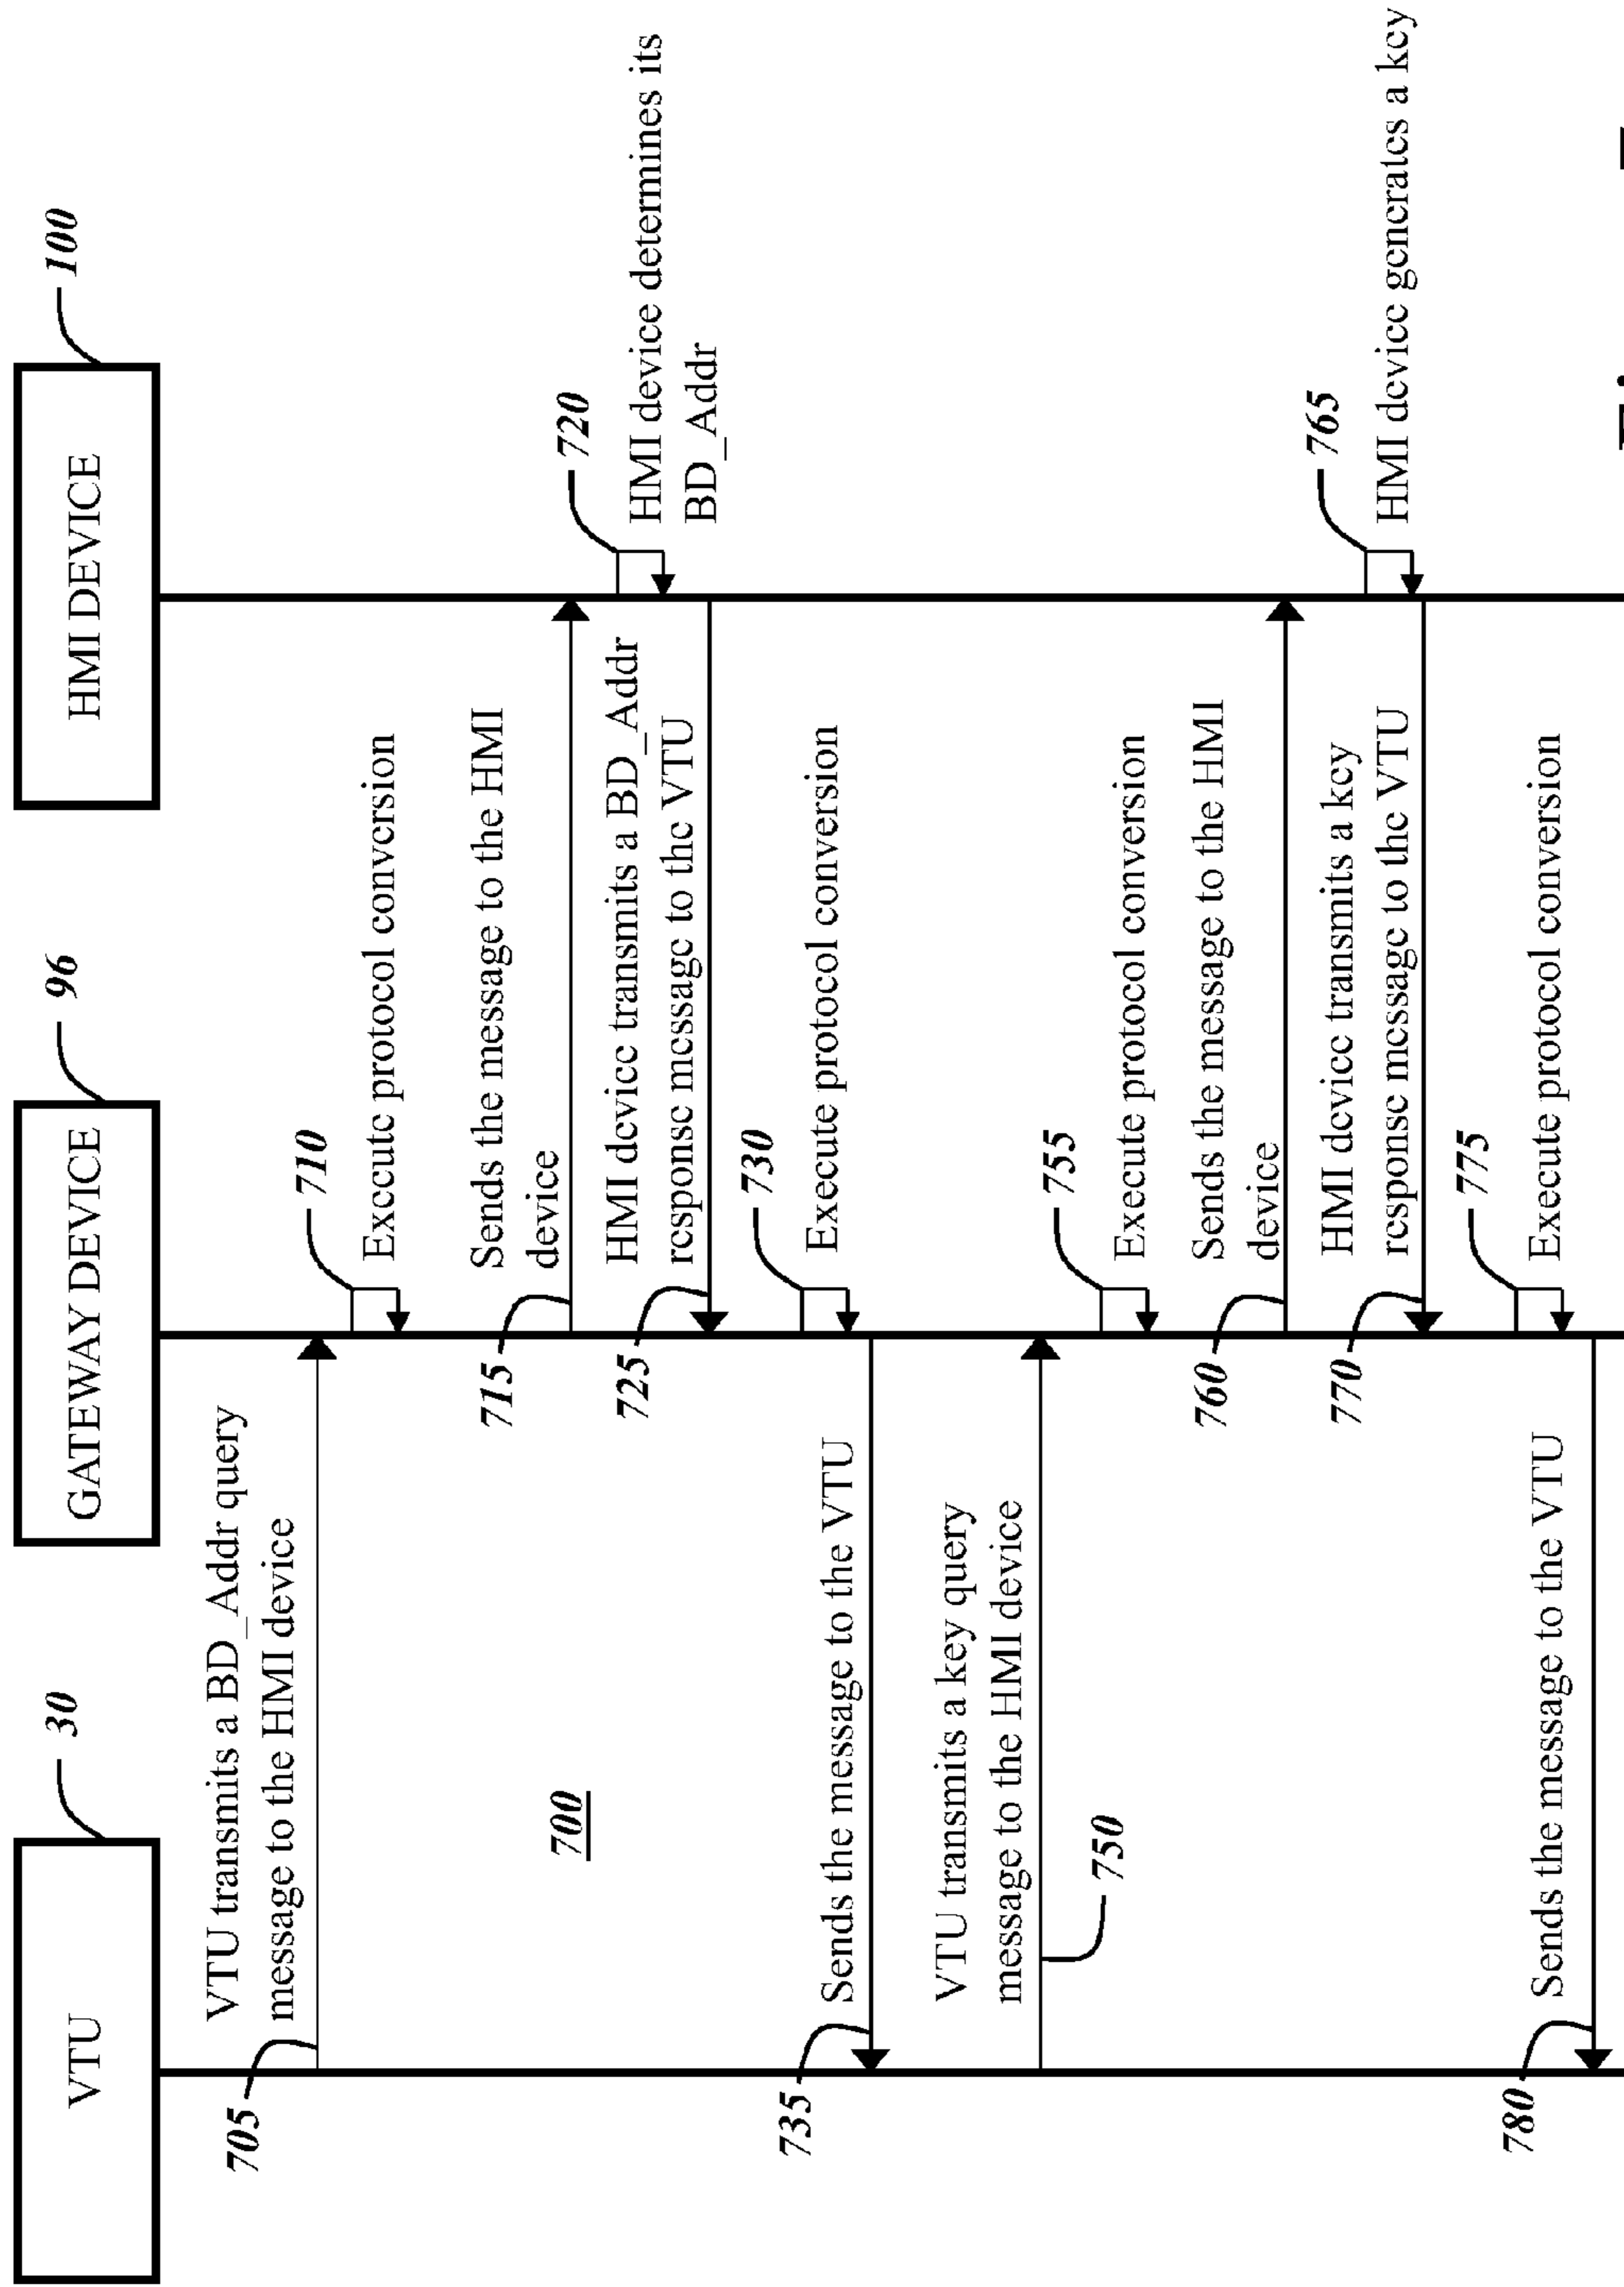 VTU
30
GATEWAY DEVICE
96
HMI DEVICE
100
705
VTU transmits a BD_Addr query
message to the HMI device
710
Execute protocol conversion
715
Sends the message to the HMI
device
720
HMI device determines its
BD_Addr
725
HMI device transmits a BD_Addr
response message to the VTU
700
730
Execute protocol conversion
735
Sends the message to the VTU
VTU transmits a key query
message to the HMI device
750
755
Execute protocol conversion
760
Sends the message to the HMI
device
765
HMI device generates a key
770
HMI device transmits a key
response message to the VTU
775
Execute protocol conversion
780
Sends the message to the VTU